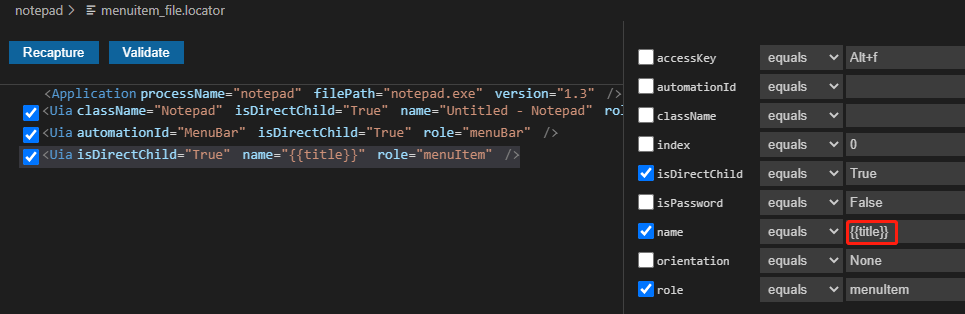 notepad > menuitem_file.locator
Recapture Validate
<Application processName="notepad" filePath="notepad.exe" version="1.3" />
<Uia className="Notepad" isDirectChild="True" name="Untitled - Notepad" rol
<Uia automationId="MenuBar" isDirectChild="True" role="menuBar" />
<Uia isDirectChild="True" name="{{title}}" role="menuItem" />
accessKey equals Alt+f
automationId equals
className equals
index equals 0
isDirectChild equals True
isPassword equals False
name equals {{title}}
orientation equals None
role equals menuItem